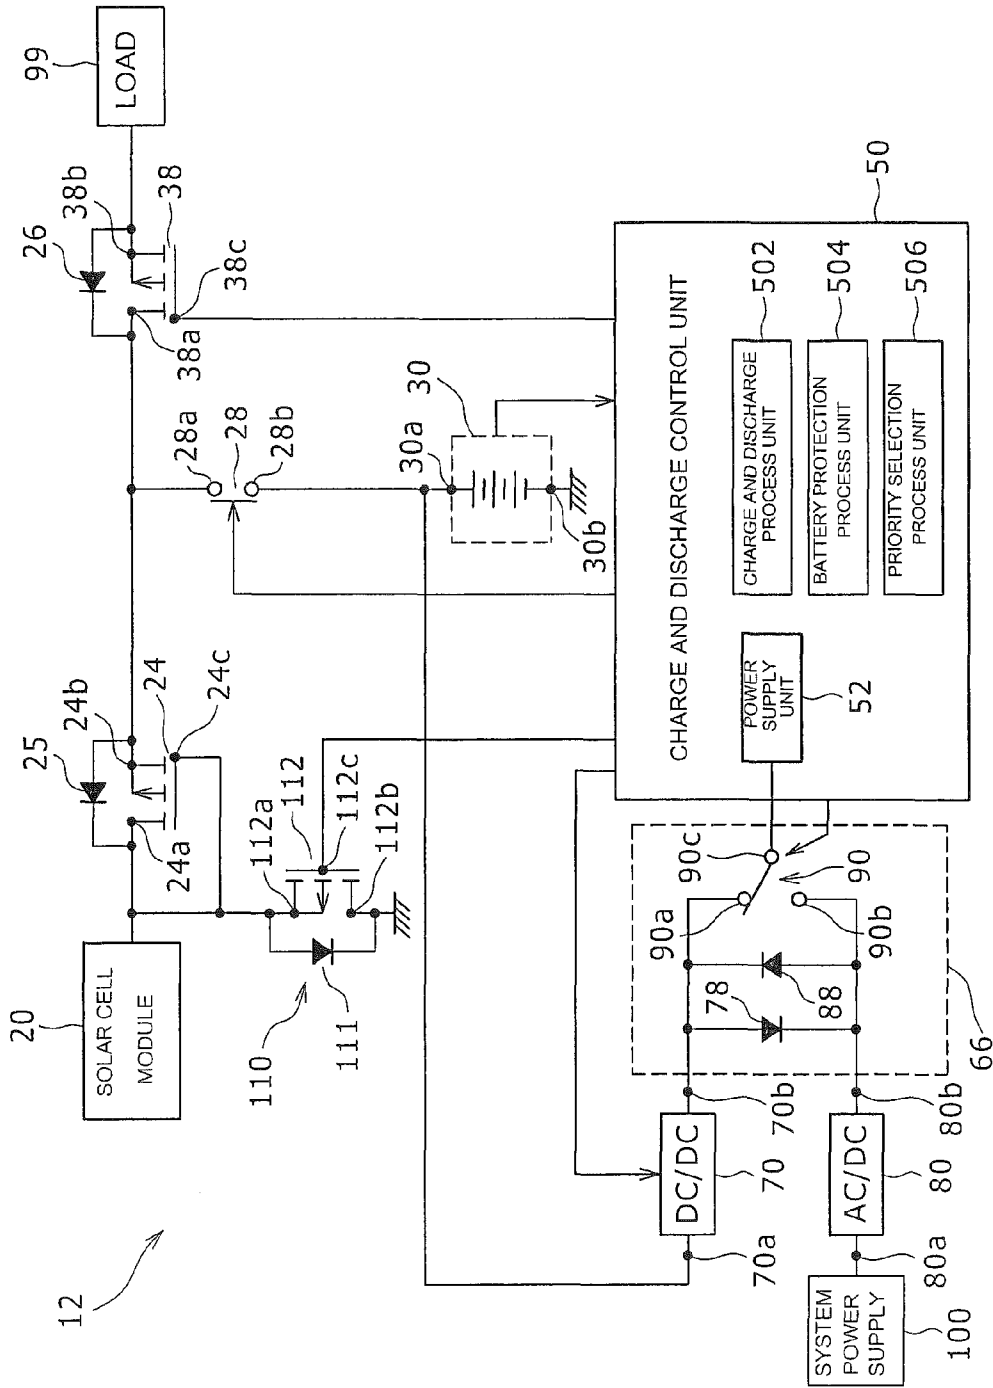 12
20
SOLAR CELL
MODULE
25
24b
24
24c
24a
26
38b
38
38c
38a
99
LOAD
28a
28
28b
110
111
112a
112
112c
112b
30
30a
30b
50
CHARGE AND DISCHARGE CONTROL UNIT
CHARGE AND DISCHARGE
PROCESS UNIT
502
BATTERY PROTECTION
PROCESS UNIT
504
PRIORITY SELECTION
PROCESS UNIT
506
POWER
SUPPLY
UNIT
52
90c
90
90a
90b
78
88
66
70b
DC/DC
70
70a
80b
AC/DC
80
80a
SYSTEM
POWER
SUPPLY
100